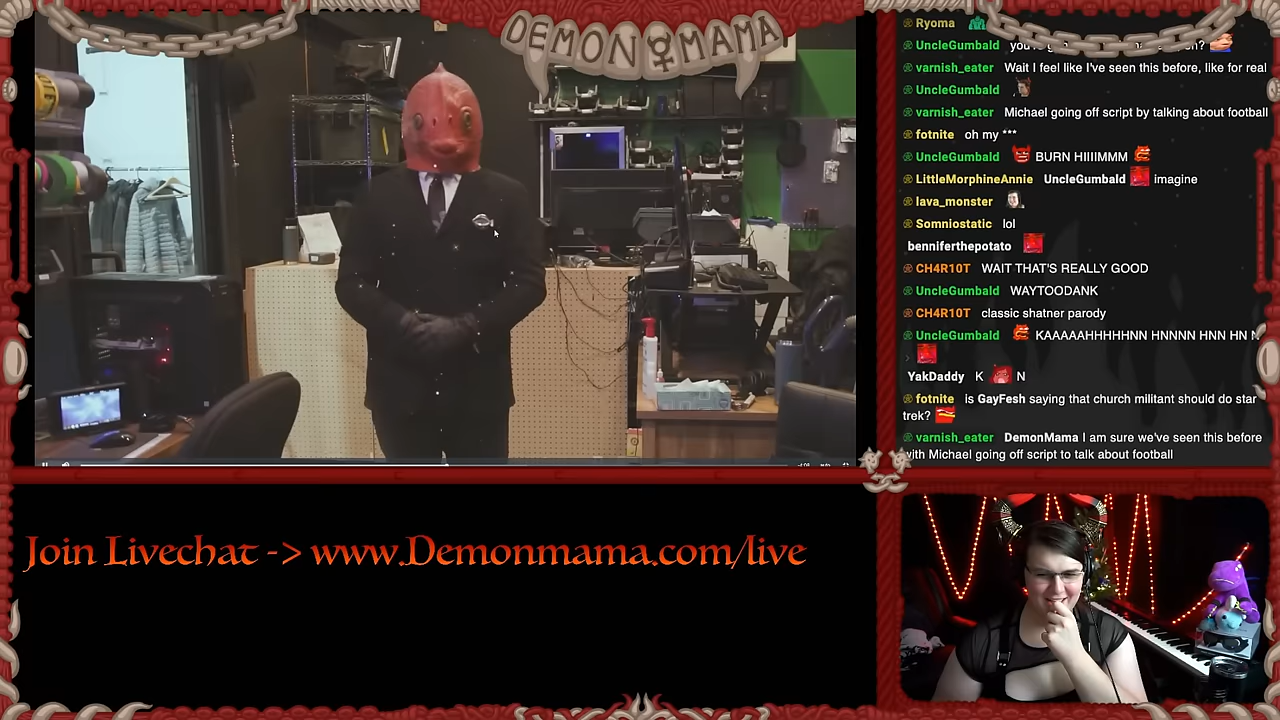 DEMON MAMA
Ryoma
UncleGumbald
varnish_eater Wait I feel like I've seen this before, like for real
UncleGumbald
varnish_eater Michael going off script by talking about football
fotnite oh my ***
UncleGumbald BURN HIIIIMMM
LittleMorphineAnnie UncleGumbald imagine
lava_monster
Somniostatic lol
benniferthepotato
CH4R10T WAIT THAT'S REALLY GOOD
UncleGumbald WAYTOODANK
CH4R10T classic shatner parody
UncleGumbald KAAAAAHHHHHNN HNNNN HNN HN N
YakDaddy K N
fotnite is GayFesh saying that church militant should do star
trek?
varnish_eater DemonMama I am sure we've seen this before
with Michael going off script to talk about football
Join Livechat -> www.Demonmama.com/live